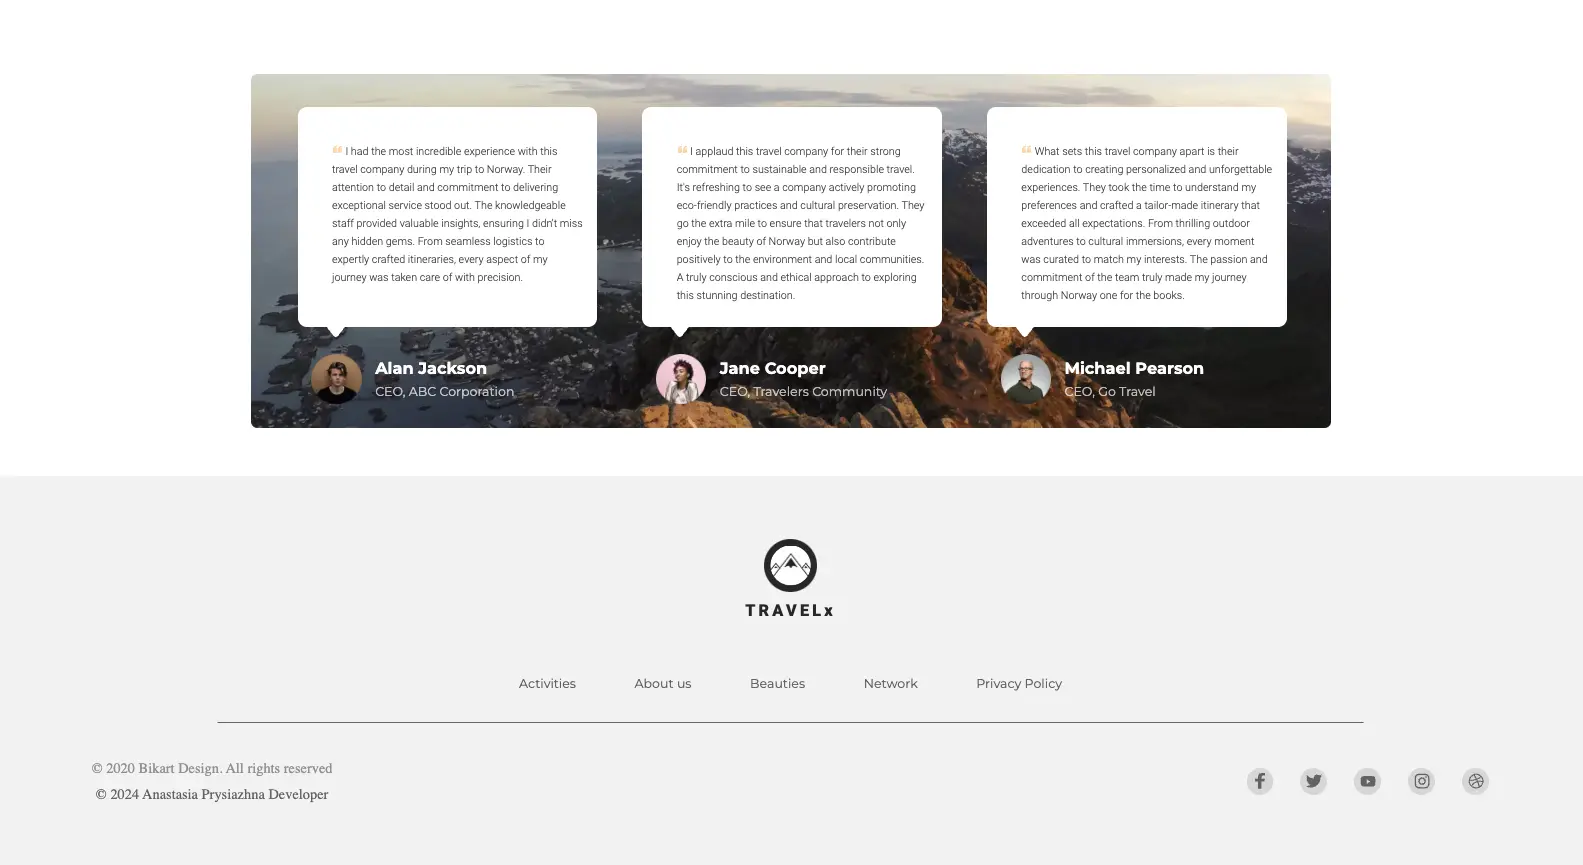 ❝ I had the most incredible experience with this
travel company during my trip to Norway. Their
attention to detail and commitment to delivering
exceptional service stood out. The knowledgeable
staff provided valuable insights, ensuring I didn't miss
any hidden gems. From seamless logistics to
expertly crafted itineraries, every aspect of my
journey was taken care of with precision.
Alan Jackson
CEO, ABC Corporation
❝ I applaud this travel company for their strong
commitment to sustainable and responsible travel.
It's refreshing to see a company actively promoting
eco-friendly practices and cultural preservation. They
go the extra mile to ensure that travelers not only
enjoy the beauty of Norway but also contribute
positively to the environment and local communities.
A truly conscious and ethical approach to exploring
this stunning destination.
Jane Cooper
CEO, Travelers Community
❝ What sets this travel company apart is their
dedication to creating personalized and unforgettable
experiences. They took the time to understand my
preferences and crafted a tailor-made itinerary that
exceeded all expectations. From thrilling outdoor
adventures to cultural immersions, every moment
was curated to match my interests. The passion and
commitment of the team truly made my journey
through Norway one for the books.
Michael Pearson
CEO, Go Travel
TRAVELx
Activities About us Beauties Network Privacy Policy
© 2020 Bikart Design. All rights reserved
© 2024 Anastasia Prysiazhna Developer